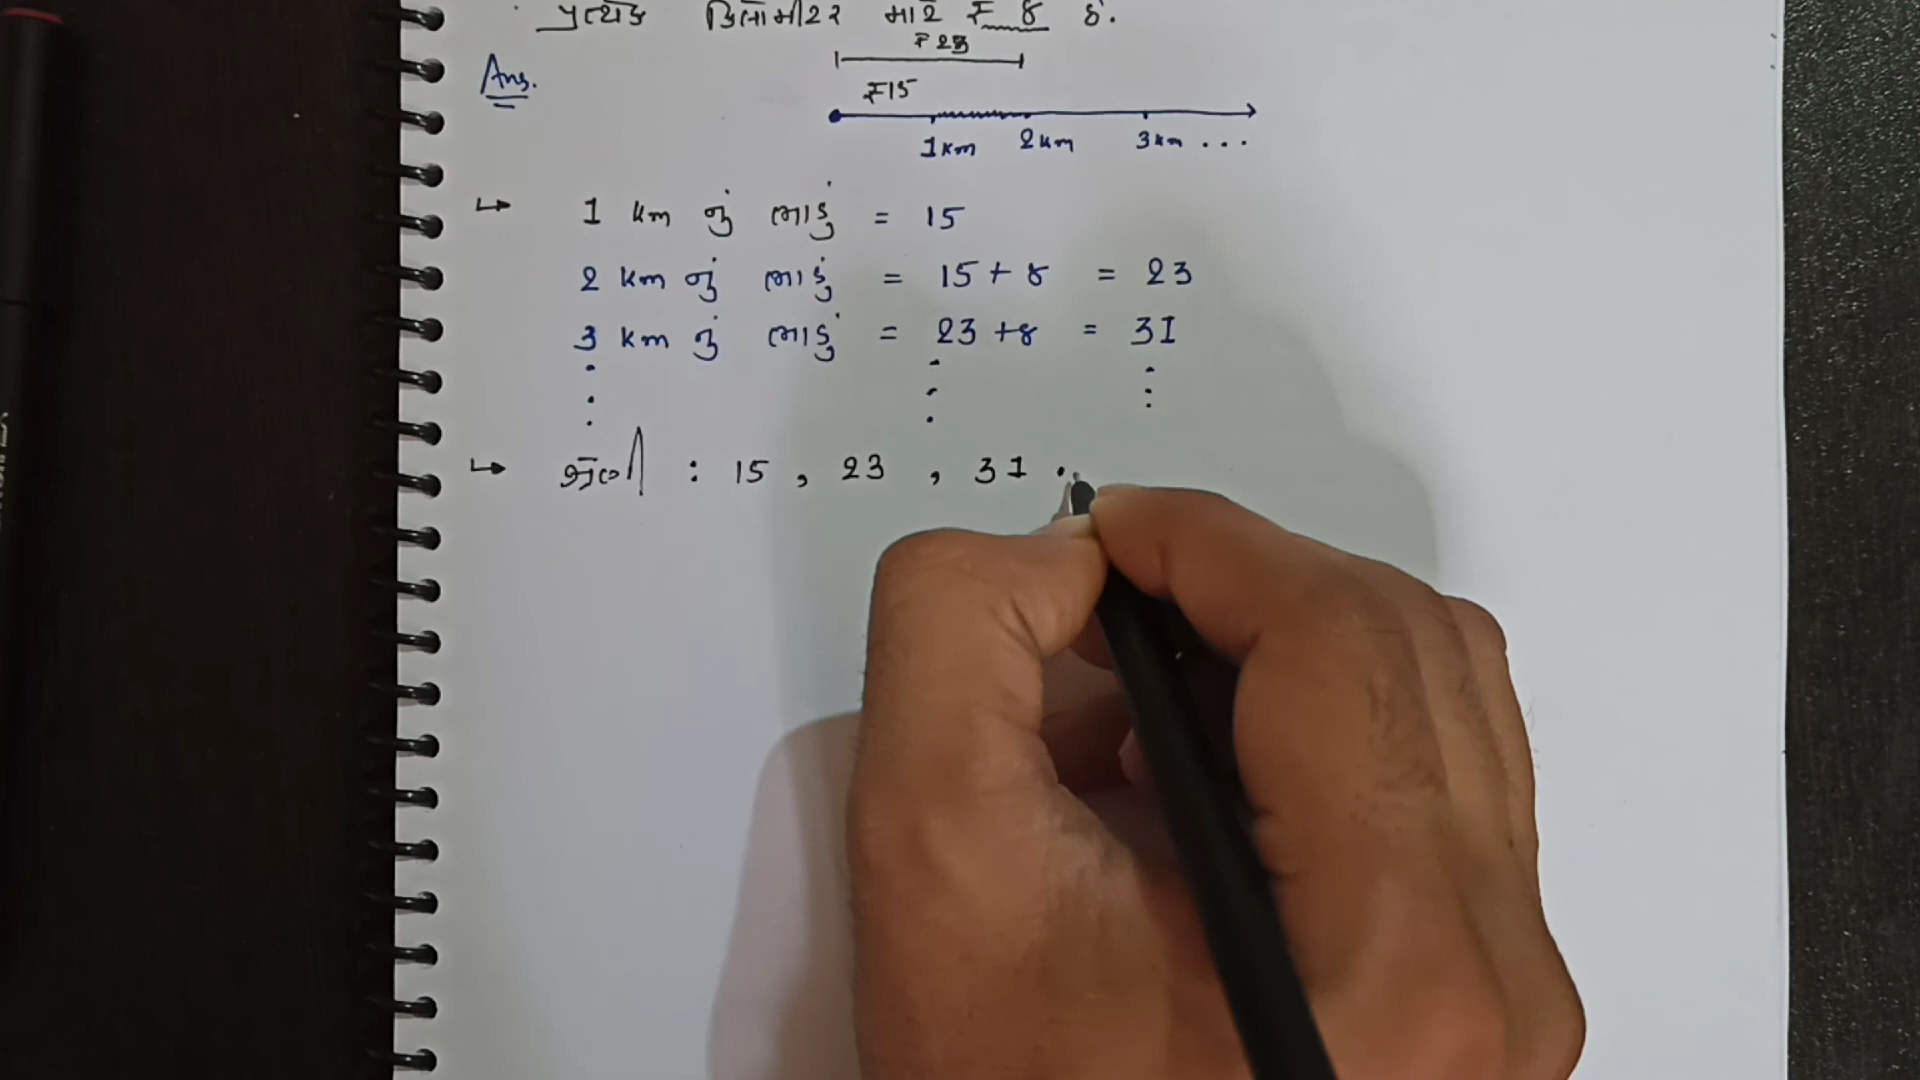 પ્રત્યેક કિલોમીટર માટે ₹ 8 છે.
₹ 23
Ans.
₹15
1km 2km 3km ...
↳ 1 km નું ભાડું = 15
2 km નું ભાડું = 15 + 8 = 23
3 km નું ભાડું = 23 +8 = 31
↳ શ્રેણી : 15 , 23 , 31 .